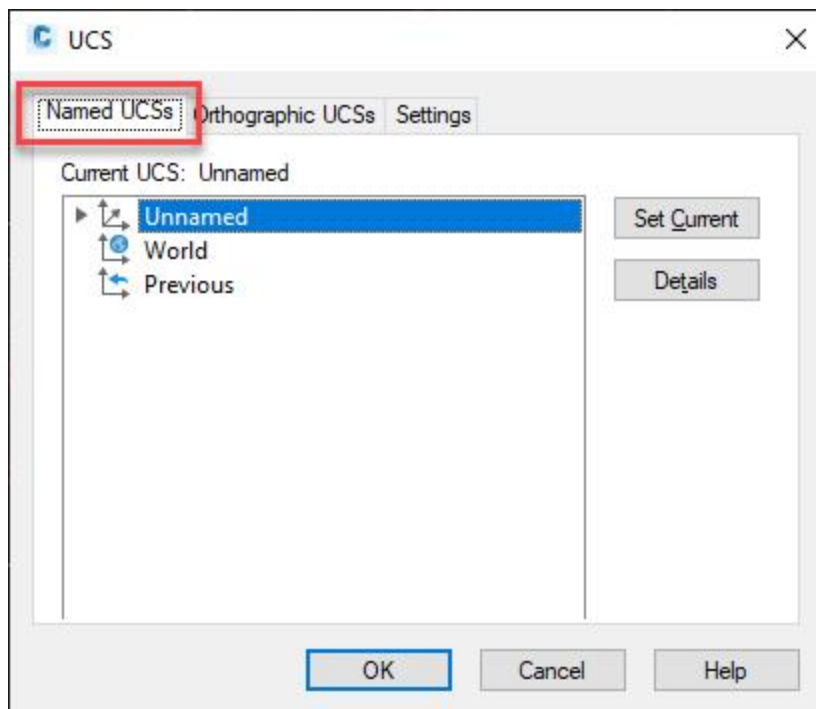 UCS
Named UCSs Orthographic UCSs Settings
Current UCS: Unnamed
Unnamed
Set Current
World
Details
Previous
OK Cancel Help